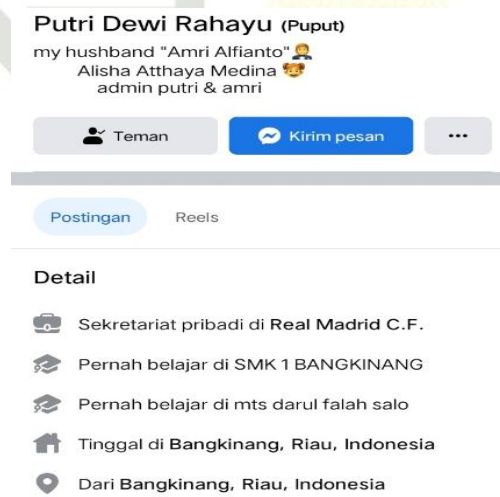 Putri Dewi Rahayu (Puput)
my hushband "Amri Alfianto"🤵
Alisha Atthaya Medina 👧
admin putri & amri
Teman
Kirim pesan
Postingan
Reels
Detail
Sekretariat pribadi di Real Madrid C.F.
Pernah belajar di SMK 1 BANGKINANG
Pernah belajar di mts darul falah salo
Tinggal di Bangkinang, Riau, Indonesia
Dari Bangkinang, Riau, Indonesia